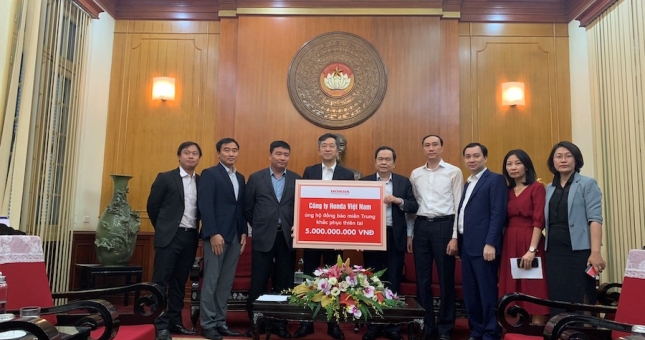 HONDA
Công ty Honda Việt Nam
ủng hộ đồng bào miền Trung
khắc phục thiên tai
5.000.000.000 VNĐ